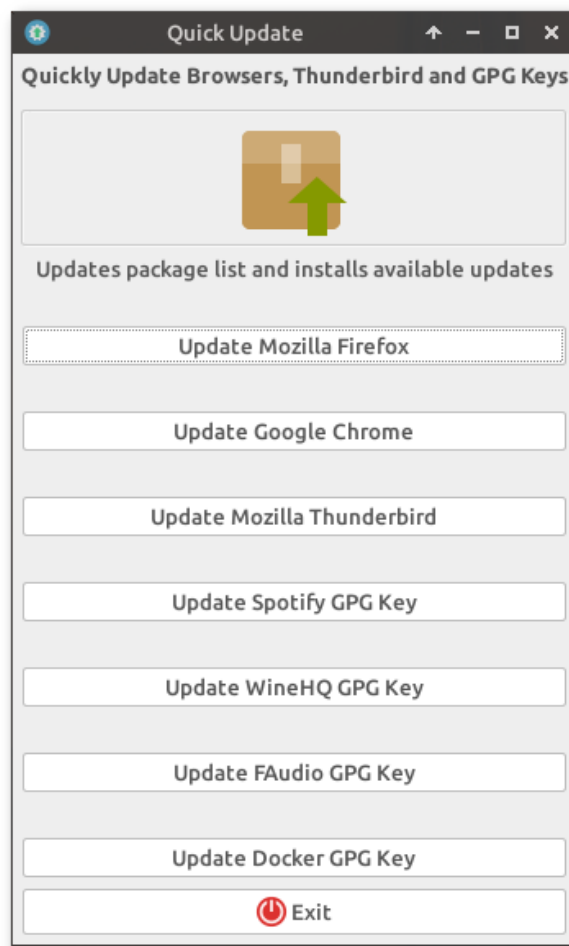 Quick Update
Quickly Update Browsers, Thunderbird and GPG Keys
Updates package list and installs available updates
Update Mozilla Firefox
Update Google Chrome
Update Mozilla Thunderbird
Update Spotify GPG Key
Update WineHQ GPG Key
Update FAudio GPG Key
Update Docker GPG Key
Exit